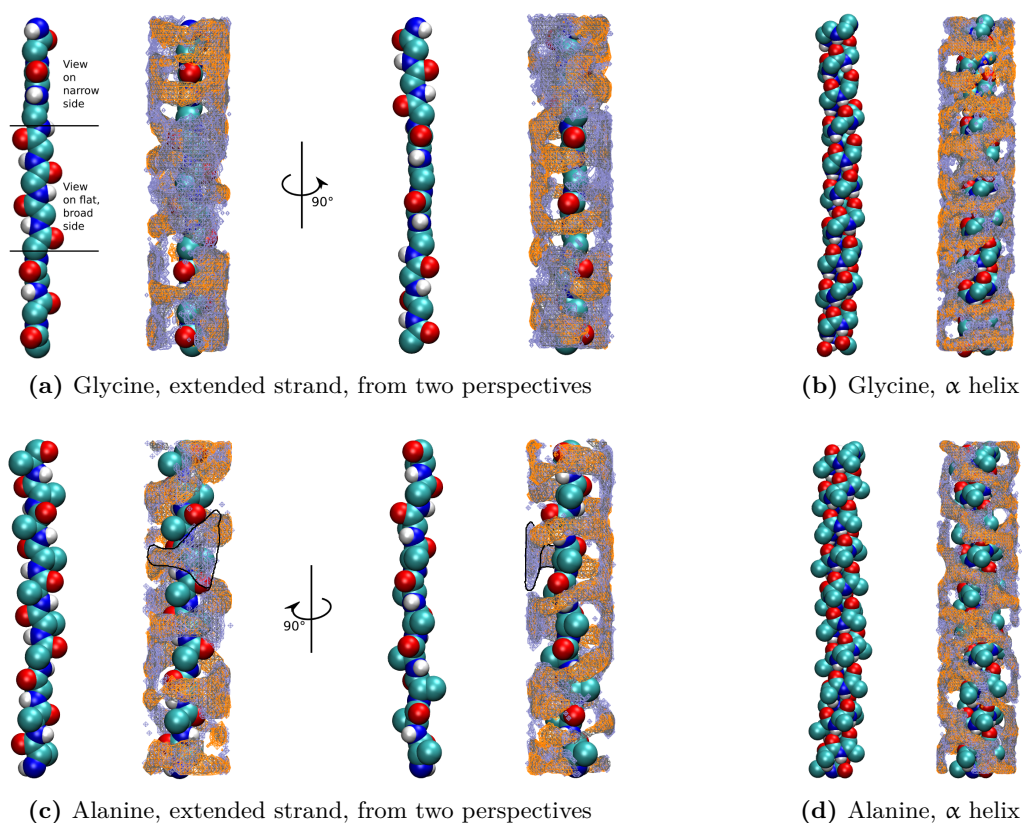 View
on
narrow
side
View
on flat,
broad
side
90°
(a) Glycine, extended strand, from two perspectives
(b) Glycine, α helix
90°
(c) Alanine, extended strand, from two perspectives
(d) Alanine, α helix